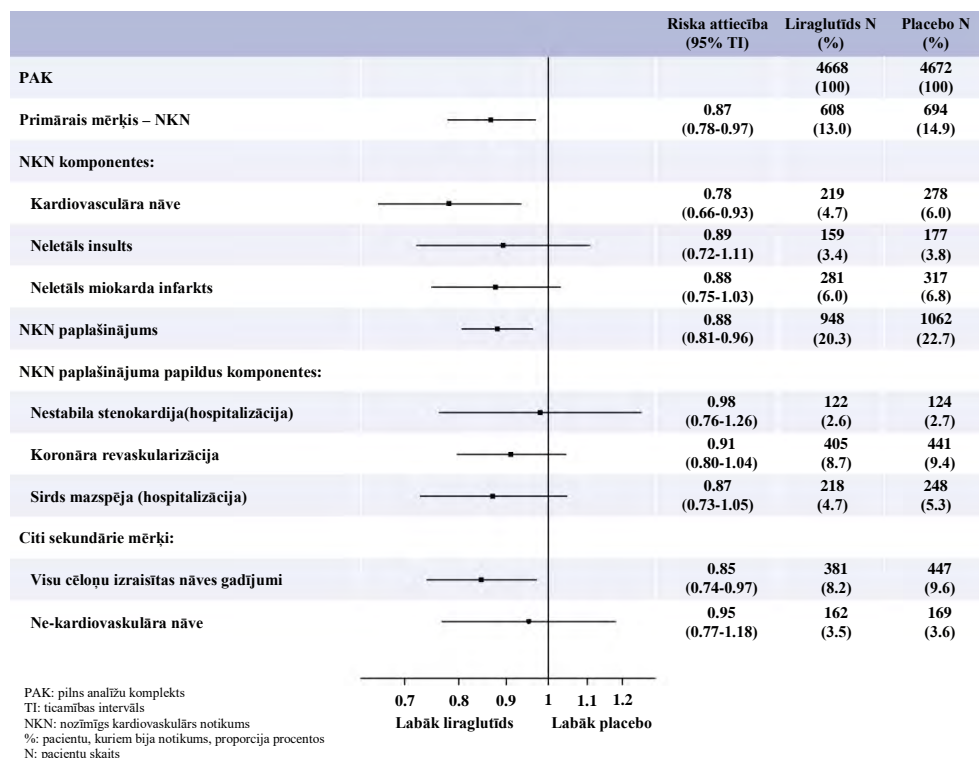 Riska attiecība Liraglutīds N Placebo N
(95% TI) (%) (%)
PAK 4668 4672
(100) (100)
Primārais mērķis – NKN 0.87 608 694
(0.78-0.97) (13.0) (14.9)
NKN komponentes:
Kardiovasculāra nāve 0.78 219 278
(0.66-0.93) (4.7) (6.0)
Neletāls insults 0.89 159 177
(0.72-1.11) (3.4) (3.8)
Neletāls miokarda infarkts 0.88 281 317
(0.75-1.03) (6.0) (6.8)
NKN paplašinājums 0.88 948 1062
(0.81-0.96) (20.3) (22.7)
NKN paplašinājuma papildus komponentes:
Nestabila stenokardija(hospitalizācija) 0.98 122 124
(0.76-1.26) (2.6) (2.7)
Koronāra revaskularizācija 0.91 405 441
(0.80-1.04) (8.7) (9.4)
Sirds mazspēja (hospitalizācija) 0.87 218 248
(0.73-1.05) (4.7) (5.3)
Citi sekundārie mērķi:
Visu cēloņu izraisītas nāves gadījumi 0.85 381 447
(0.74-0.97) (8.2) (9.6)
Ne-kardiovaskulāra nāve 0.95 162 169
(0.77-1.18) (3.5) (3.6)
0.7 0.8 0.9 1 1.1 1.2
Labāk liraglutīds Labāk placebo
PAK: pilns analīžu komplekts
TI: ticamības intervāls
NKN: nozīmīgs kardiovaskulārs notikums
%: pacientu, kuriem bija notikums, proporcija procentos
N: pacientu skaits